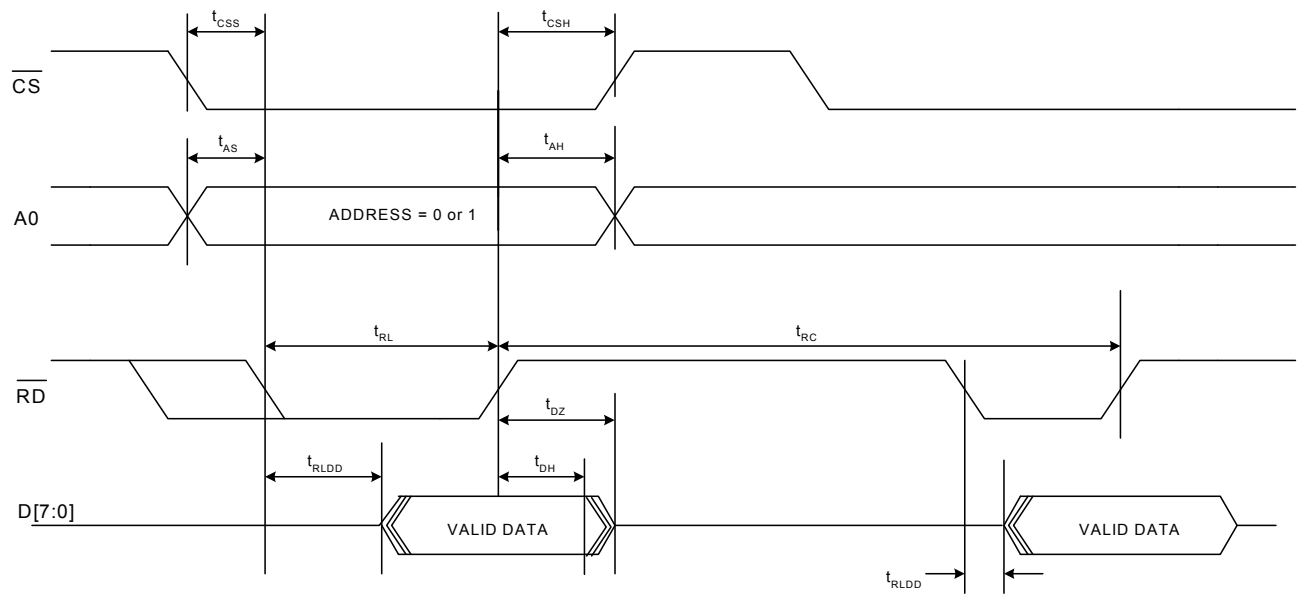 tCSS
tCSH
CS
tAS
tAH
A0
ADDRESS = 0 or 1
tRL
tRC
RD
tDZ
tRLDD
tDH
D[7:0]
VALID DATA
VALID DATA
tRLDD